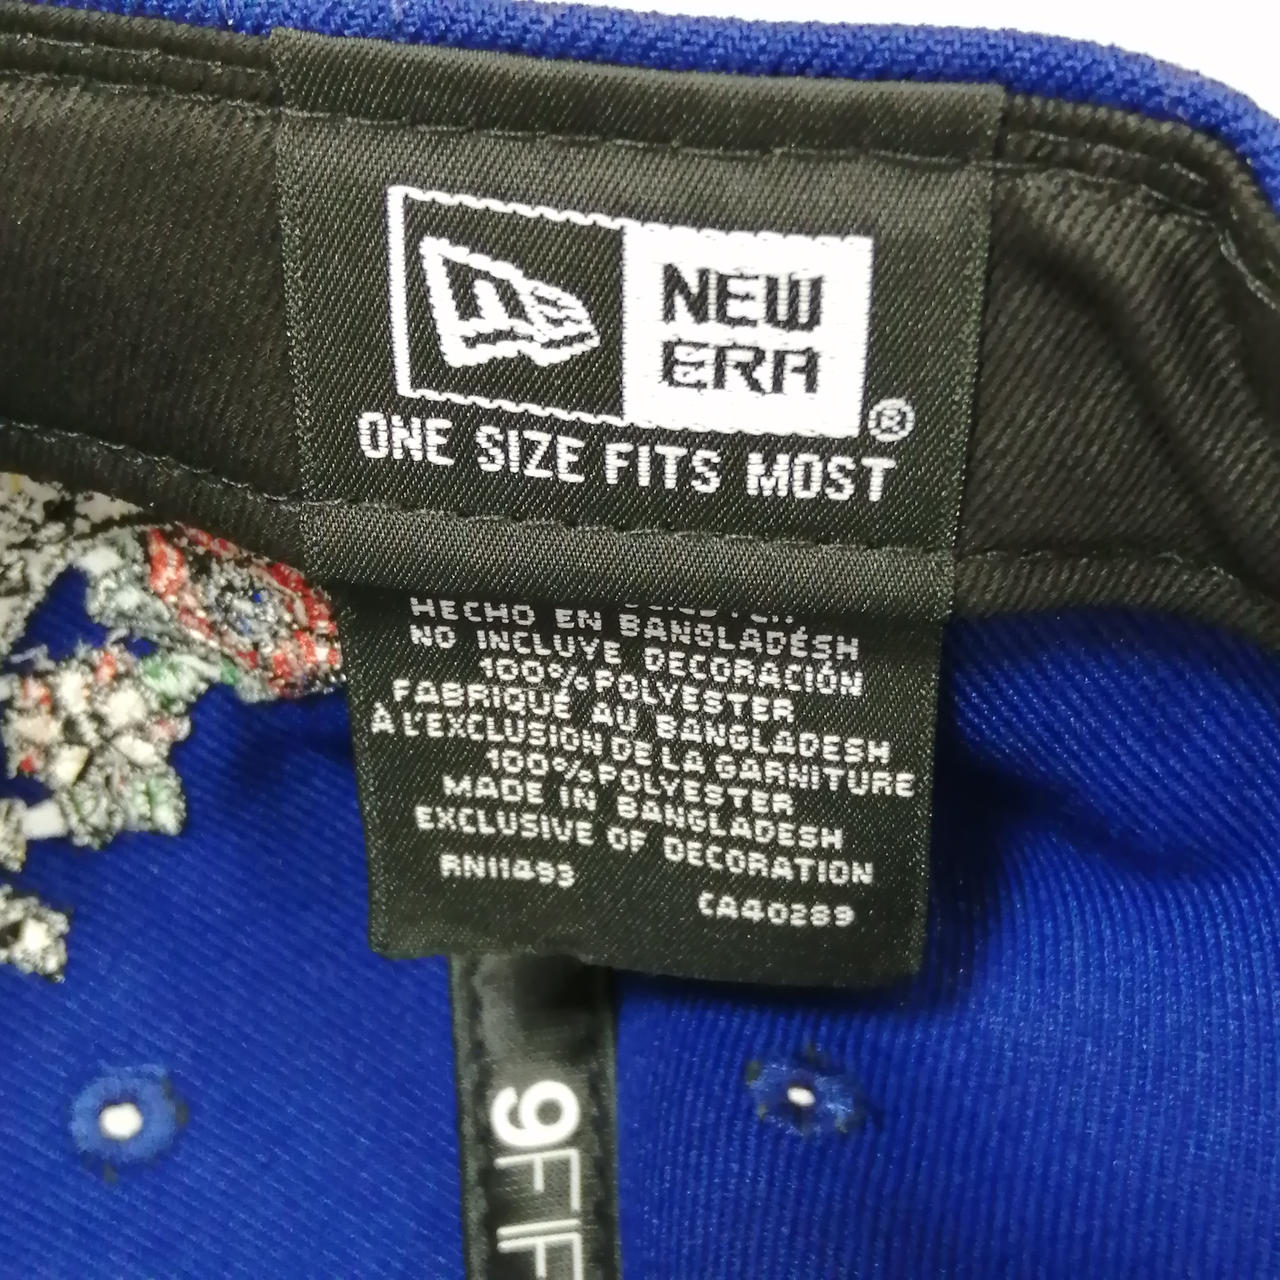 NEW
ERA
®
ONE SIZE FITS MOST
HECHO EN BANGLADÉSH
NO INCLUYE DECORACIÓN
100% POLYESTER
FABRIQUÉ AU BANGLADESH
À L'EXCLUSION DE LA GARNITURE
100% POLYESTER
MADE IN BANGLADESH
EXCLUSIVE OF DECORATION
RN11493
CA40289
9FIF